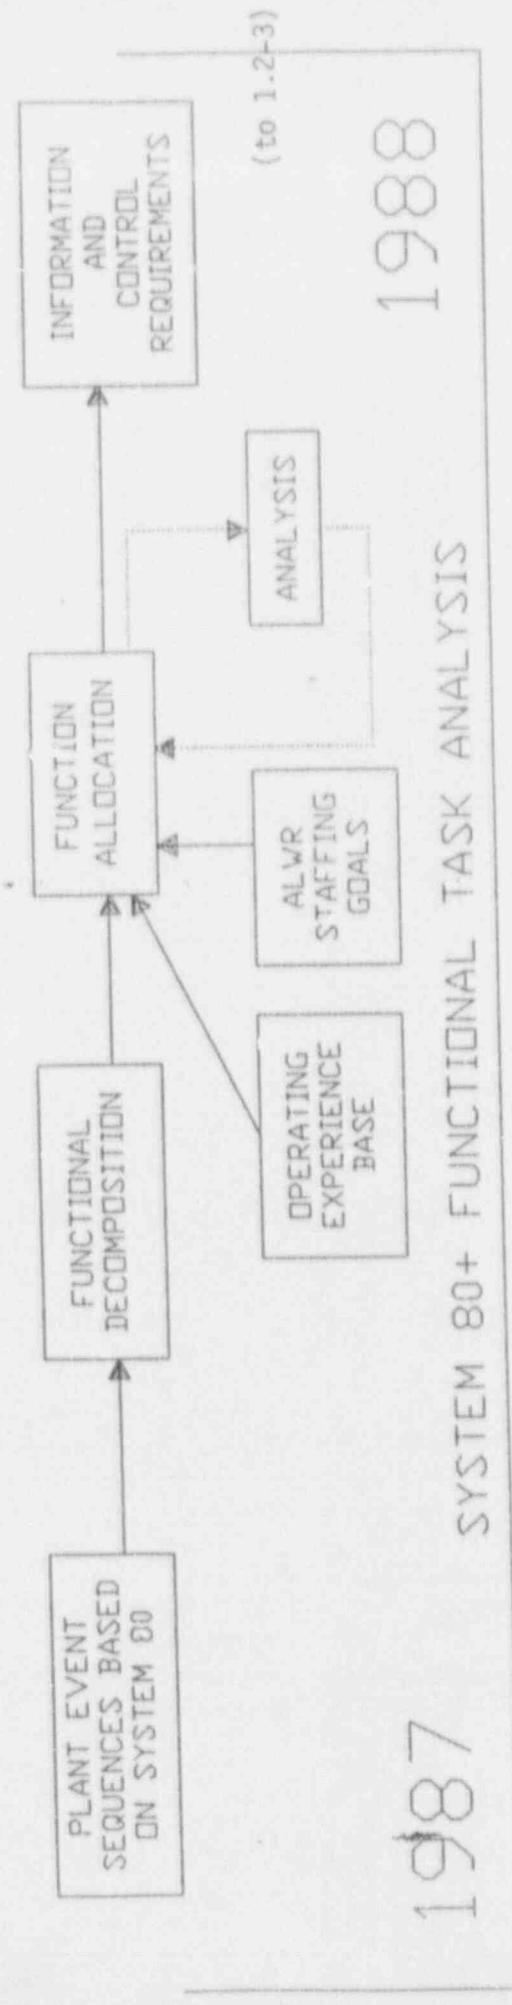 PLANT EVENT
SEQUENCES BASED
ON SYSTEM 80
FUNCTIONAL
DECOMPOSITION
FUNCTION
ALLOCATION
INFORMATION
AND
CONTROL
REQUIREMENTS
OPERATING
EXPERIENCE
BASE
ALWR
STAFFING
GOALS
ANALYSIS
(to 1.2-3)
1987
1988
SYSTEM 80+ FUNCTIONAL TASK ANALYSIS